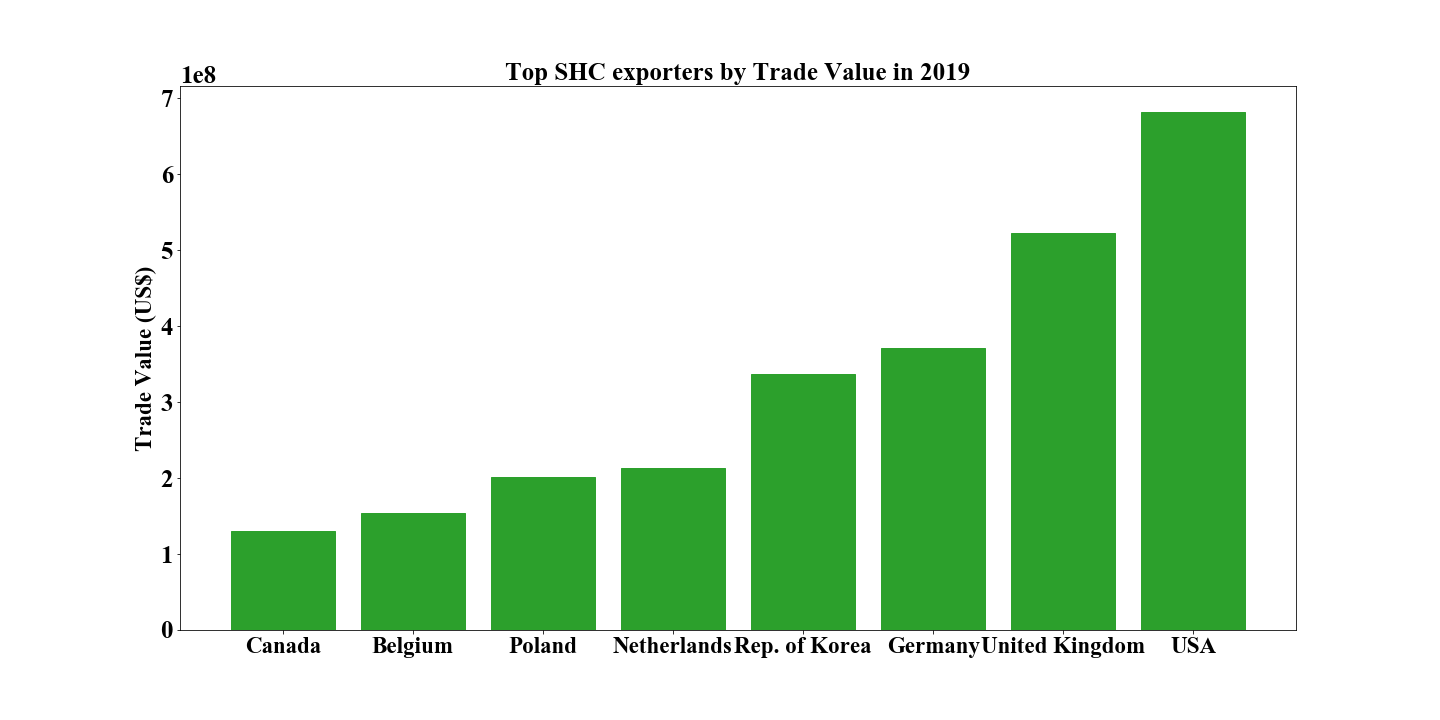 Top SHC exporters by Trade Value in 2019
1e8
7
6
5
4
3
2
1
0
Trade Value (US$)
Canada Belgium Poland Netherlands Rep. of Korea Germany United Kingdom USA